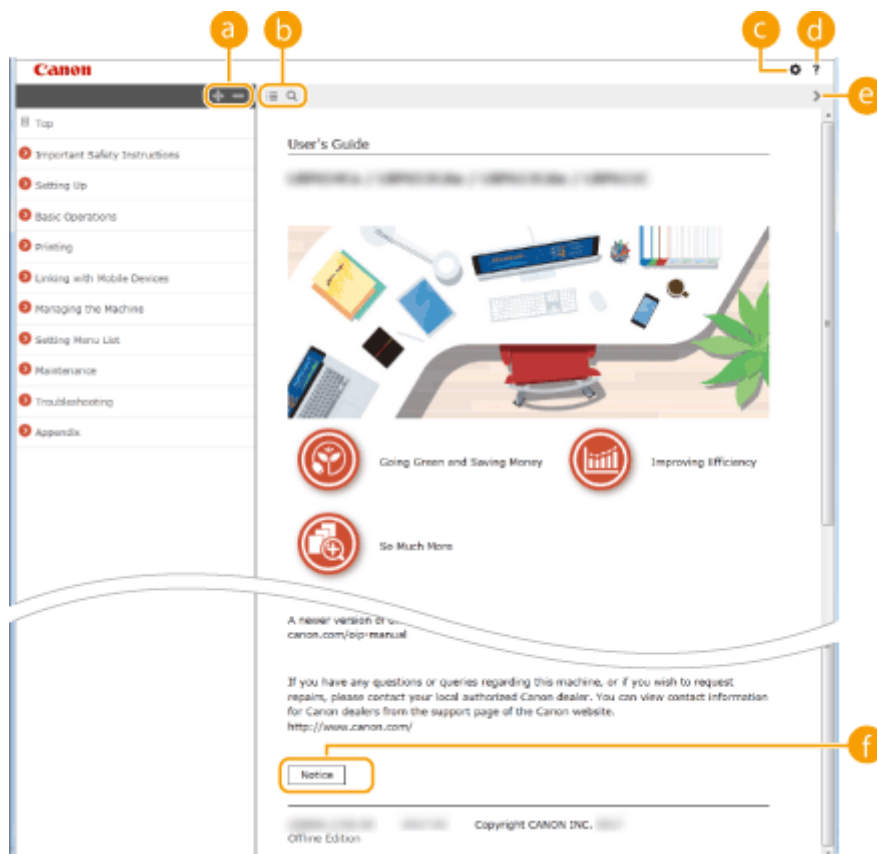 a
b
c
d
Canon
?
e
Top
Important Safety Instructions
Setting Up
Basic Operations
Printing
Linking with Mobile Devices
Managing the Machine
Setting Menu List
Maintenance
Troubleshooting
Appendix
User's Guide
Going Green and Saving Money
Improving Efficiency
So Much More
A newer version of
canon.com/oip-manual
If you have any questions or queries regarding this machine, or if you wish to request
repairs, please contact your local authorized Canon dealer. You can view contact information
for Canon dealers from the support page of the Canon website.
http://www.canon.com/
f
Notice
Copyright CANON INC.
Offline Edition